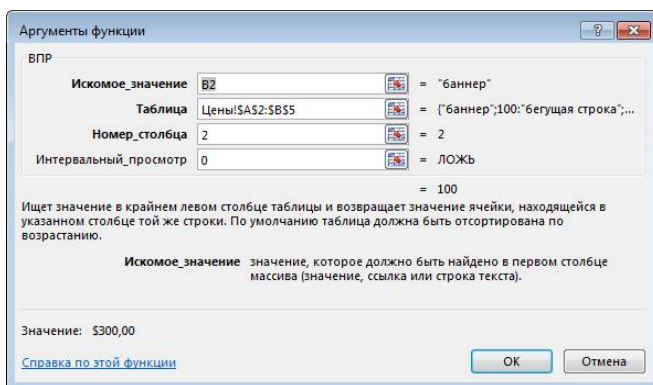 Аргументы функции
ВПР
Искомое_значение B2 = "баннер"
Таблица Цены!$A$2:$B$5 = {"баннер";100:"бегущая строка";...
Номер_столбца 2 = 2
Интервальный_просмотр 0 = ЛОЖЬ
= 100
Ищет значение в крайнем левом столбце таблицы и возвращает значение ячейки, находящейся в
указанном столбце той же строки. По умолчанию таблица должна быть отсортирована по
возрастанию.
Искомое_значение значение, которое должно быть найдено в первом столбце
массива (значение, ссылка или строка текста).
Значение: $300,00
Справка по этой функции
ОК
Отмена